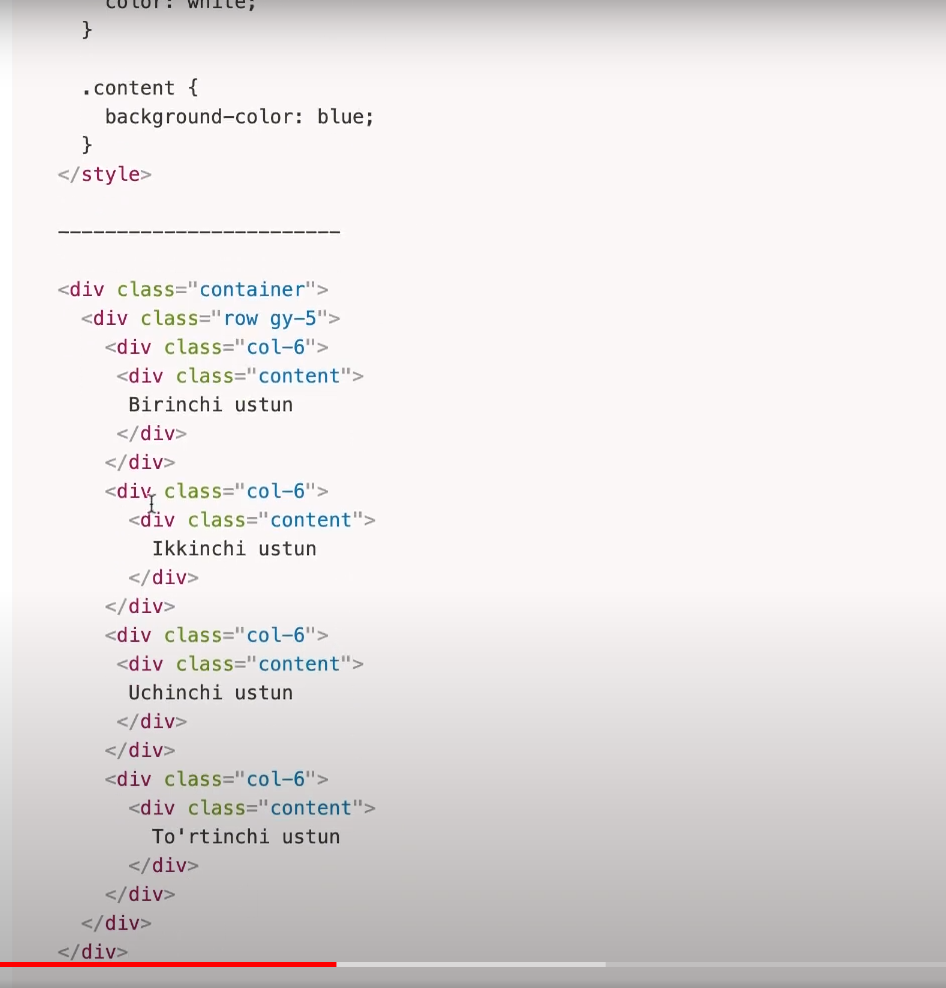 color: white;
}
.content {
background-color: blue;
}
</style>
------------------------
<div class="container">
<div class="row gy-5">
<div class="col-6">
<div class="content">
Birinchi ustun
</div>
</div>
<div class="col-6">
<div class="content">
Ikkinchi ustun
</div>
</div>
<div class="col-6">
<div class="content">
Uchinchi ustun
</div>
</div>
<div class="col-6">
<div class="content">
To'rtinchi ustun
</div>
</div>
</div>
</div>